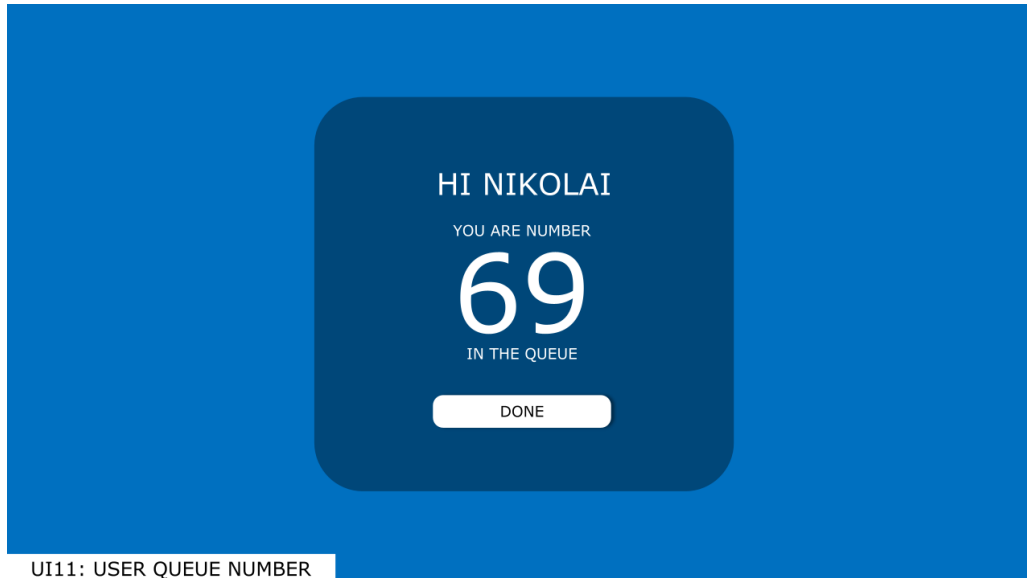 HI NIKOLAI
YOU ARE NUMBER
69
IN THE QUEUE
DONE
UI11: USER QUEUE NUMBER